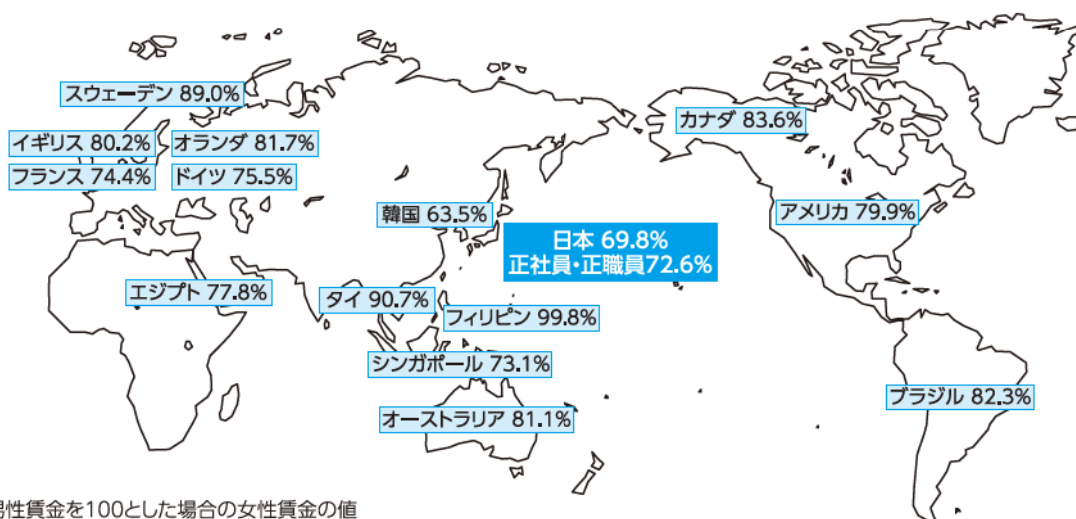 スウェーデン 89.0%
カナダ 83.6%
イギリス 80.2%
オランダ 81.7%
フランス 74.4%
ドイツ 75.5%
韓国 63.5%
アメリカ 79.9%
日本 69.8%
正社員・正職員72.6%
エジプト 77.8%
タイ 90.7%
フィリピン 99.8%
シンガポール 73.1%
ブラジル 82.3%
オーストラリア 81.1%
男性賃金を100とした場合の女性賃金の値